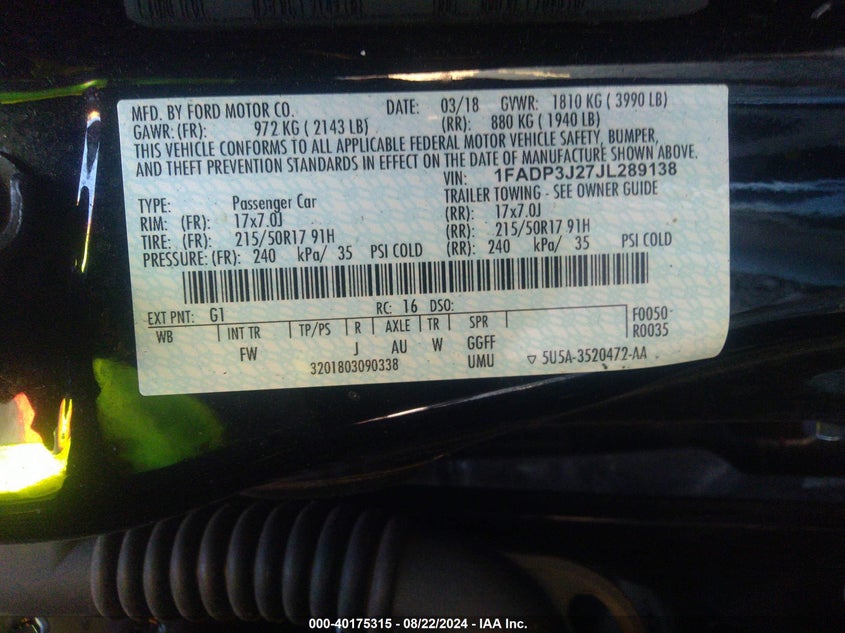 MFD. BY FORD MOTOR CO. DATE: 03/18 GVWR: 1810 KG ( 3990 LB)
GAWR: (FR): 972 KG ( 2143 LB) (RR): 880 KG ( 1940 LB)
THIS VEHICLE CONFORMS TO ALL APPLICABLE FEDERAL MOTOR VEHICLE SAFETY, BUMPER,
AND THEFT PREVENTION STANDARDS IN EFFECT ON THE DATE OF MANUFACTURE SHOWN ABOVE.
VIN: 1FADP3J27JL289138
TYPE: Passenger Car TRAILER TOWING - SEE OWNER GUIDE
RIM: (FR): 17x7.0J (RR): 17x7.0J
TIRE: (FR): 215/50R17 91H (RR): 215/50R17 91H
PRESSURE: (FR): 240 kPa/ 35 PSI COLD (RR): 240 kPa/ 35 PSI COLD
EXT PNT: G1 RC: 16 DSO: F0050
WB INT TR TP/PS R AXLE TR SPR R0035
FW J AU W GGFF
3201803090338 UMU ▽ 5U5A-3520472-AA
000-40175315 - 08/22/2024 - IAA Inc.